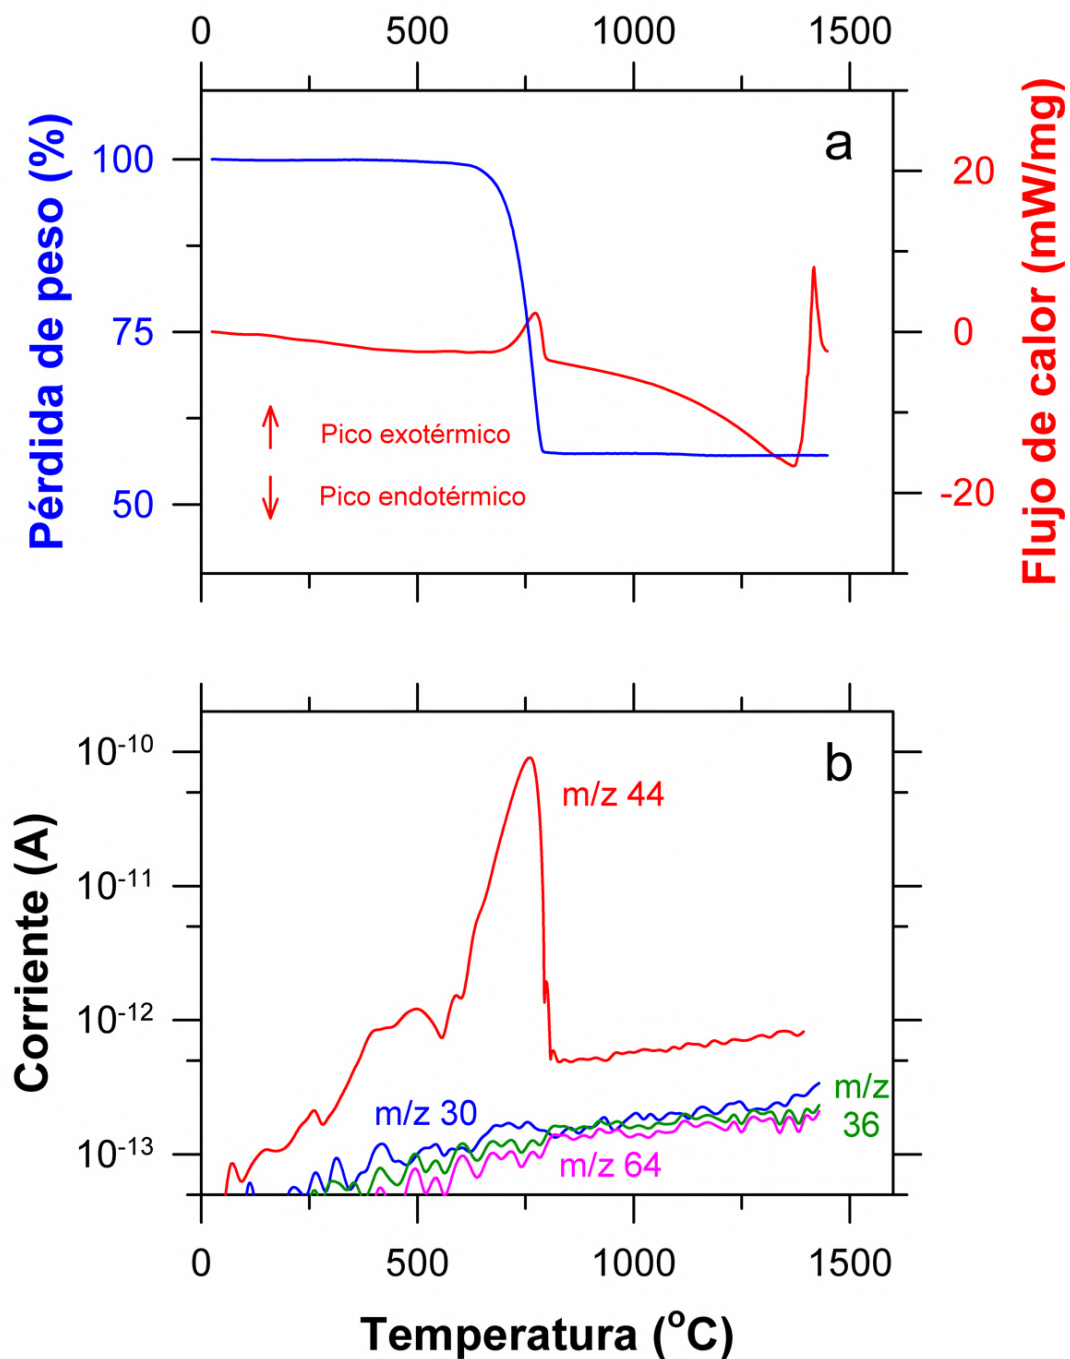 0 500 1000 1500
a
Pérdida de peso (%)
100
75
50
Flujo de calor (mW/mg)
20
0
-20
Pico exotérmico
Pico endotérmico
b
Corriente (A)
10⁻¹⁰
10⁻¹¹
10⁻¹²
10⁻¹³
m/z 44
m/z 30
m/z
36
m/z 64
0 500 1000 1500
Temperatura (°C)